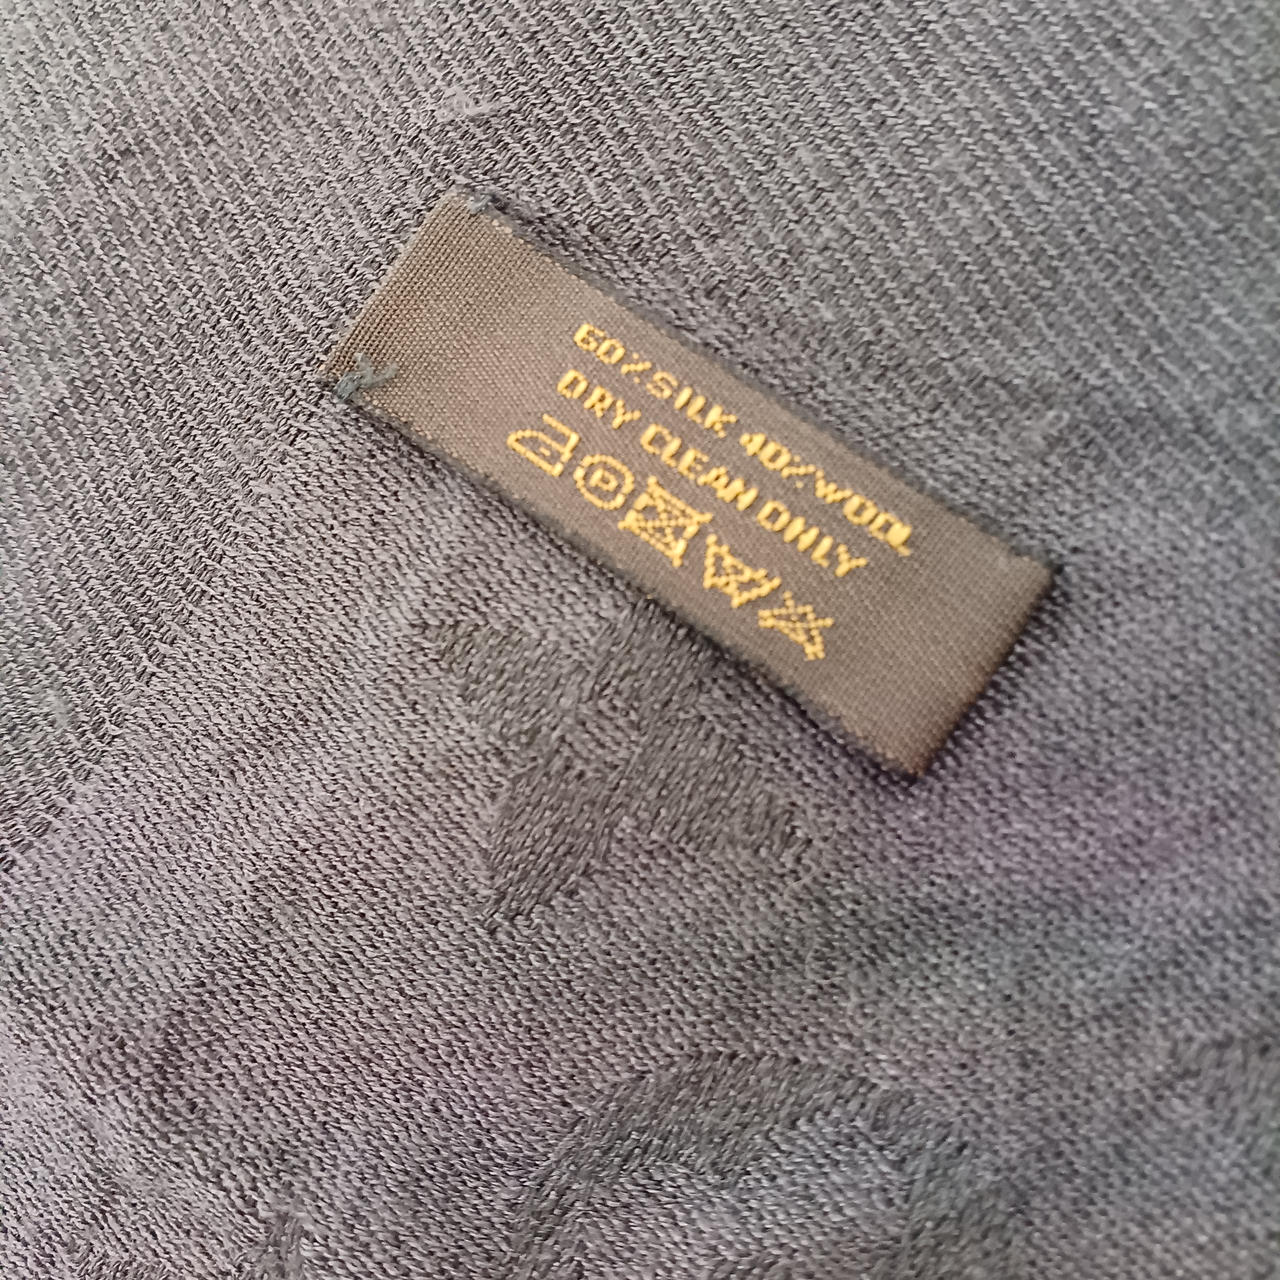 60% SILK 40% WOOL
DRY CLEAN ONLY
P